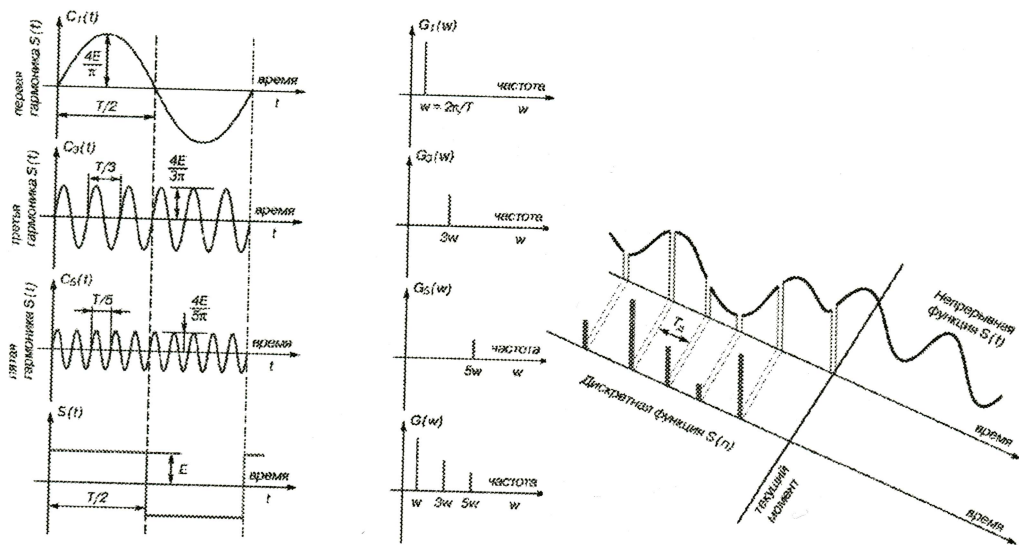 C₁(t)
первая
гармоника S(t)
4E
π
T/2
время
t
G₁(w)
частота
w = 2π/T
w
C₃(t)
третья
гармоника S(t)
T/3
4E
3π
время
t
G₃(w)
частота
3w
w
C₅(t)
пятая
гармоника S(t)
T/5
4E
5π
время
t
G₅(w)
частота
5w
w
S(t)
E
T/2
время
t
G(w)
частота
w
3w
5w
w
Непрерывная
функция S(t)
Tд
Дискретная функция S(n)
время
текущий
момент
время